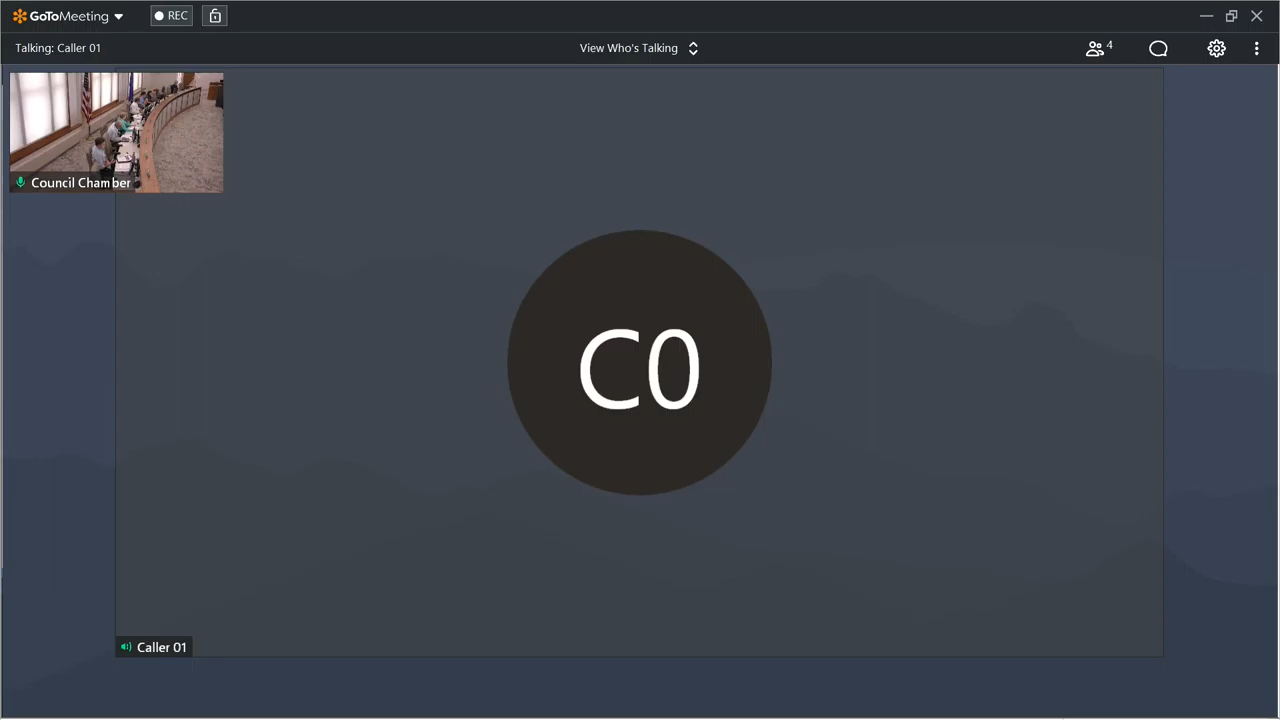 GoToMeeting
REC
Talking: Caller 01
View Who's Talking
4
Council Chamber
C0
Caller 01